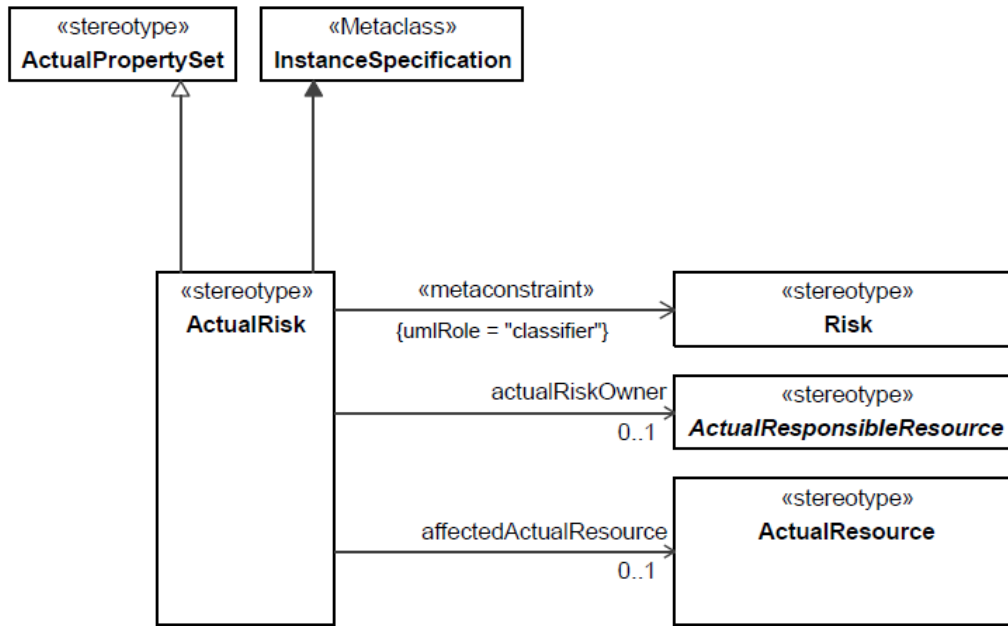 «stereotype»
ActualPropertySet
«Metaclass»
InstanceSpecification
«stereotype»
ActualRisk
«metaconstraint»
{umlRole = "classifier"}
«stereotype»
Risk
actualRiskOwner
0..1
«stereotype»
ActualResponsibleResource
affectedActualResource
0..1
«stereotype»
ActualResource